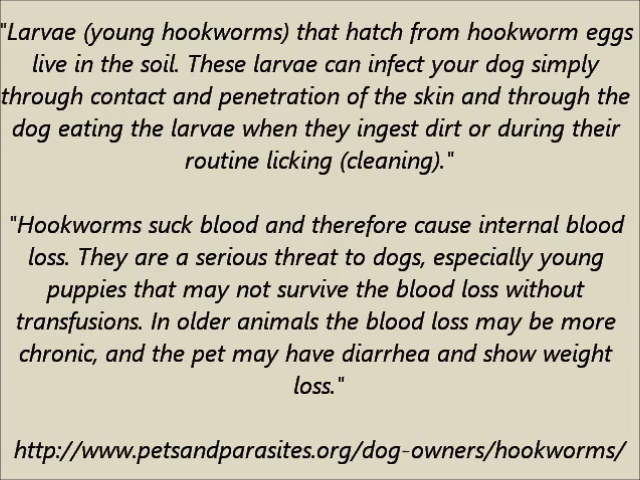 "Larvae (young hookworms) that hatch from hookworm eggs
live in the soil. These larvae can infect your dog simply
through contact and penetration of the skin and through the
dog eating the larvae when they ingest dirt or during their
routine licking (cleaning)."
"Hookworms suck blood and therefore cause internal blood
loss. They are a serious threat to dogs, especially young
puppies that may not survive the blood loss without
transfusions. In older animals the blood loss may be more
chronic, and the pet may have diarrhea and show weight
loss."
http://www.petsandparasites.org/dog-owners/hookworms/